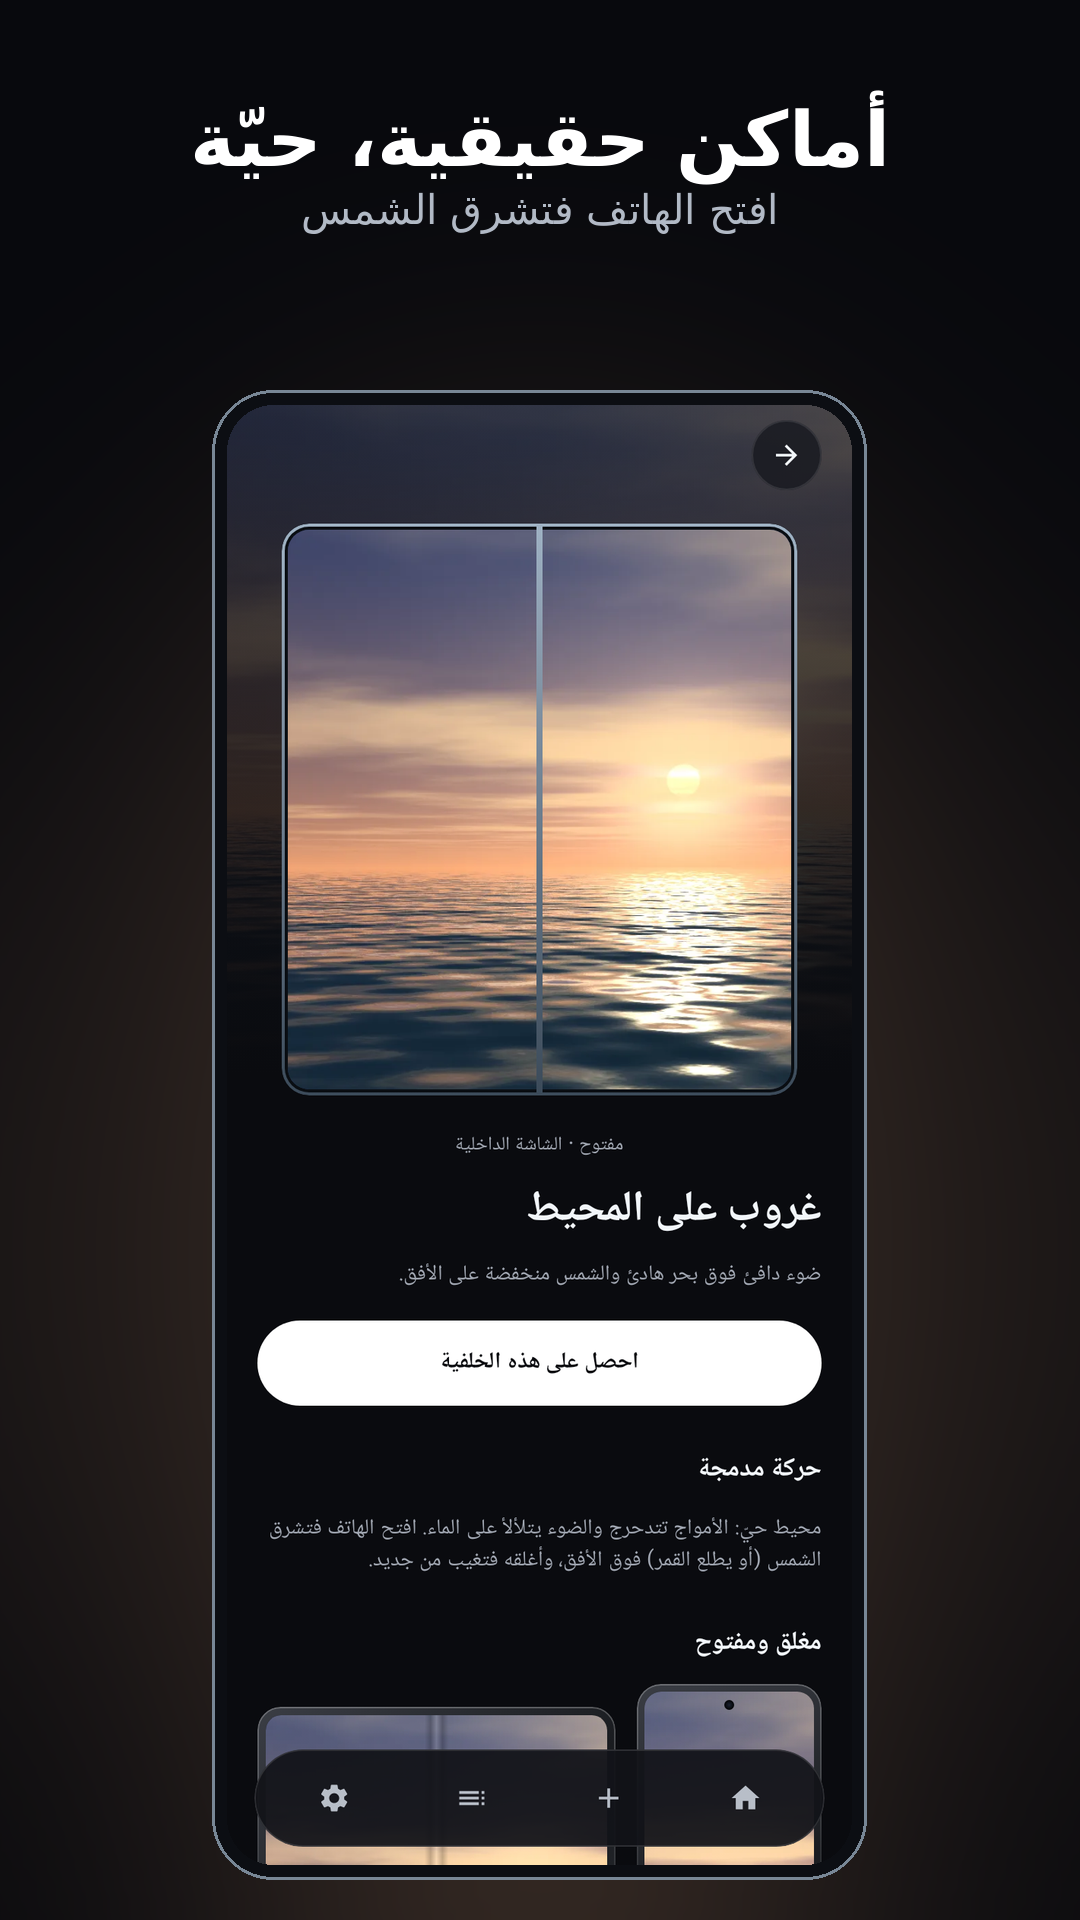 أماكن حقيقية، حيّة
افتح الهاتف فتشرق الشمس
مفتوح · الشاشة الداخلية
غروب على المحيط
ضوء دافئ فوق بحر هادئ والشمس منخفضة على الأفق.
احصل على هذه الخلفية
حركة مدمجة
محيط حيّ: الأمواج تتدحرج والضوء يتلألأ على الماء. افتح الهاتف فتشرق
الشمس (أو يطلع القمر) فوق الأفق، وأغلقه فتغيب من جديد.
مغلق ومفتوح